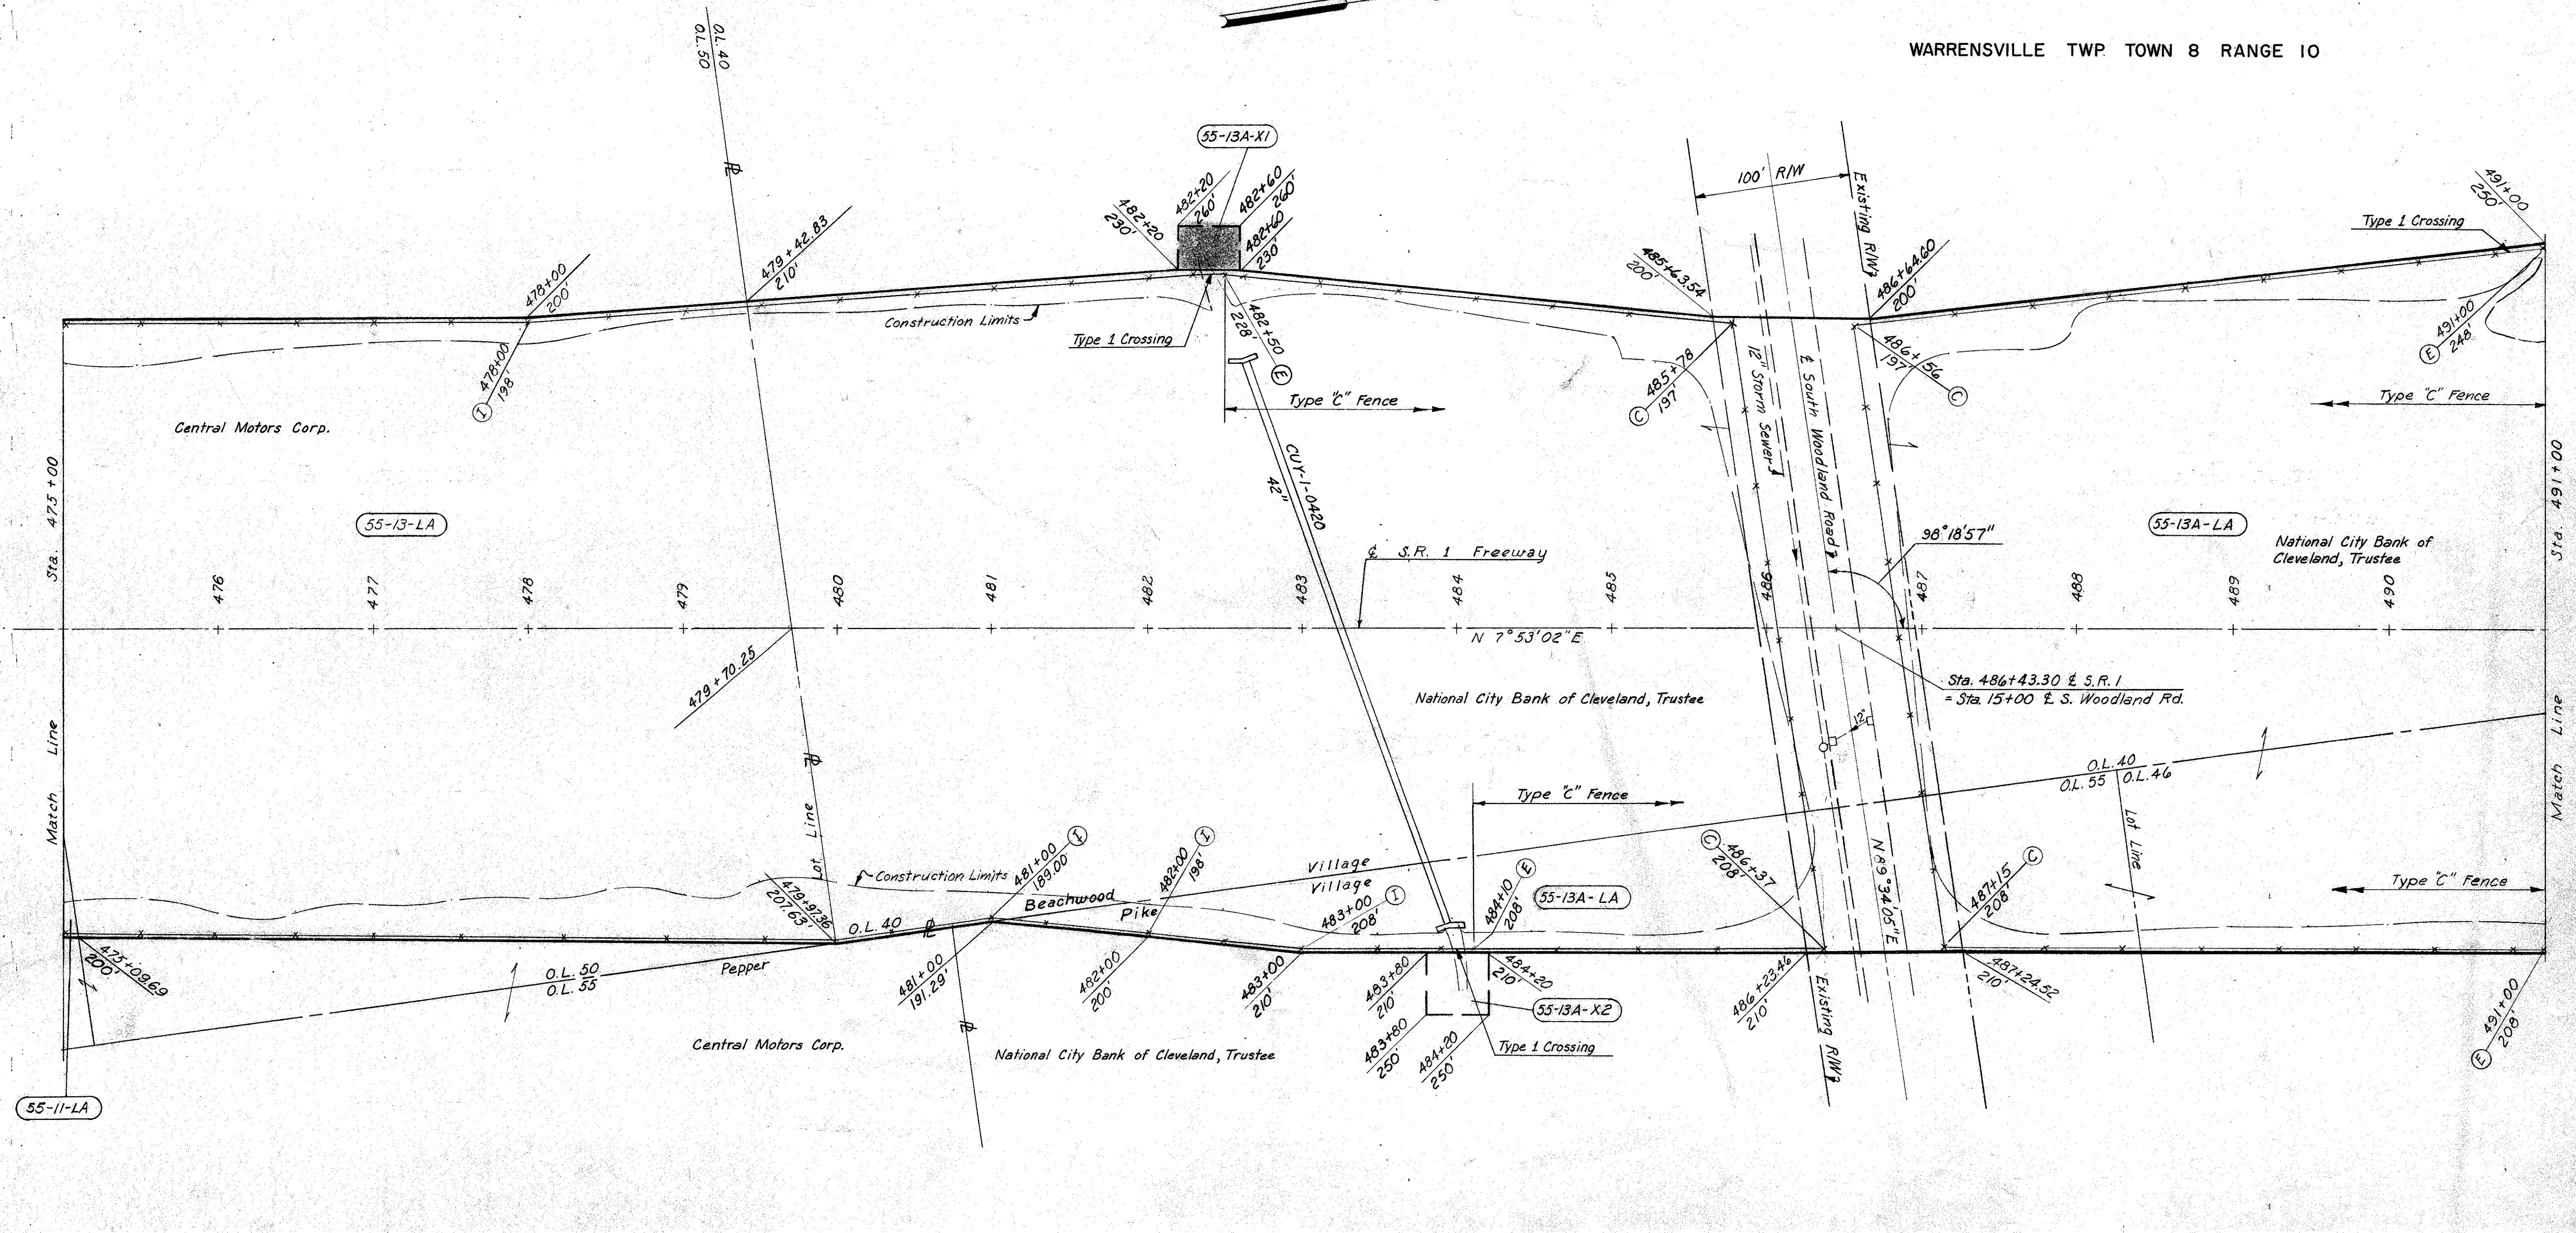 WARRENSVILLE TWP. TOWN 8 RANGE 10
O.L. 40
O.L. 50
55-13A-X1
482+20
260'
482+60
260'
482+20
230'
482+60
230'
479+42.83
210'
478+00
200'
478+00
198'
I
Construction Limits
Type 1 Crossing
482+50
228'
E
Type "C" Fence
100' R/W
Existing R/W
485+63.54
200'
486+64.60
200'
485+78
197'
C
486+56
197'
C
12" Storm Sewer
℄ South Woodland Road
491+00
250'
Type 1 Crossing
491+00
248'
E
Type "C" Fence
Central Motors Corp.
55-13-LA
CUY-1-0420
42"
℄ S.R. 1 Freeway
98°18'57"
55-13A-LA
National City Bank of
Cleveland, Trustee
Sta. 475+00
Match Line
Sta. 491+00
Match Line
476
477
478
479
480
481
482
483
484
485
486
487
488
489
490
N 7°53'02"E
479+70.25
National City Bank of Cleveland, Trustee
Sta. 486+43.30 ℄ S.R. 1
= Sta. 15+00 ℄ S. Woodland Rd.
12"
O.L. 40
O.L. 55 O.L. 46
Lot Line
Lot Line
Type "C" Fence
Village
Village
Beachwood
Pike
Pepper
Construction Limits
481+00
189.00'
I
482+00
198'
I
483+00
208'
I
484+10
208'
E
55-13A-LA
486+37
208'
C
487+15
208'
C
N 89°34'05"E
Type "C" Fence
479+97.36
207.63'
O.L. 40
475+09.69
200'
O.L. 50
O.L. 55
481+00
191.29'
482+00
200'
483+00
210'
483+80
210'
484+20
210'
486+23.46
210'
487+24.52
210'
Existing R/W
55-13A-X2
483+80
250'
484+20
250'
Type 1 Crossing
491+00
208'
E
Central Motors Corp.
National City Bank of Cleveland, Trustee
55-11-LA